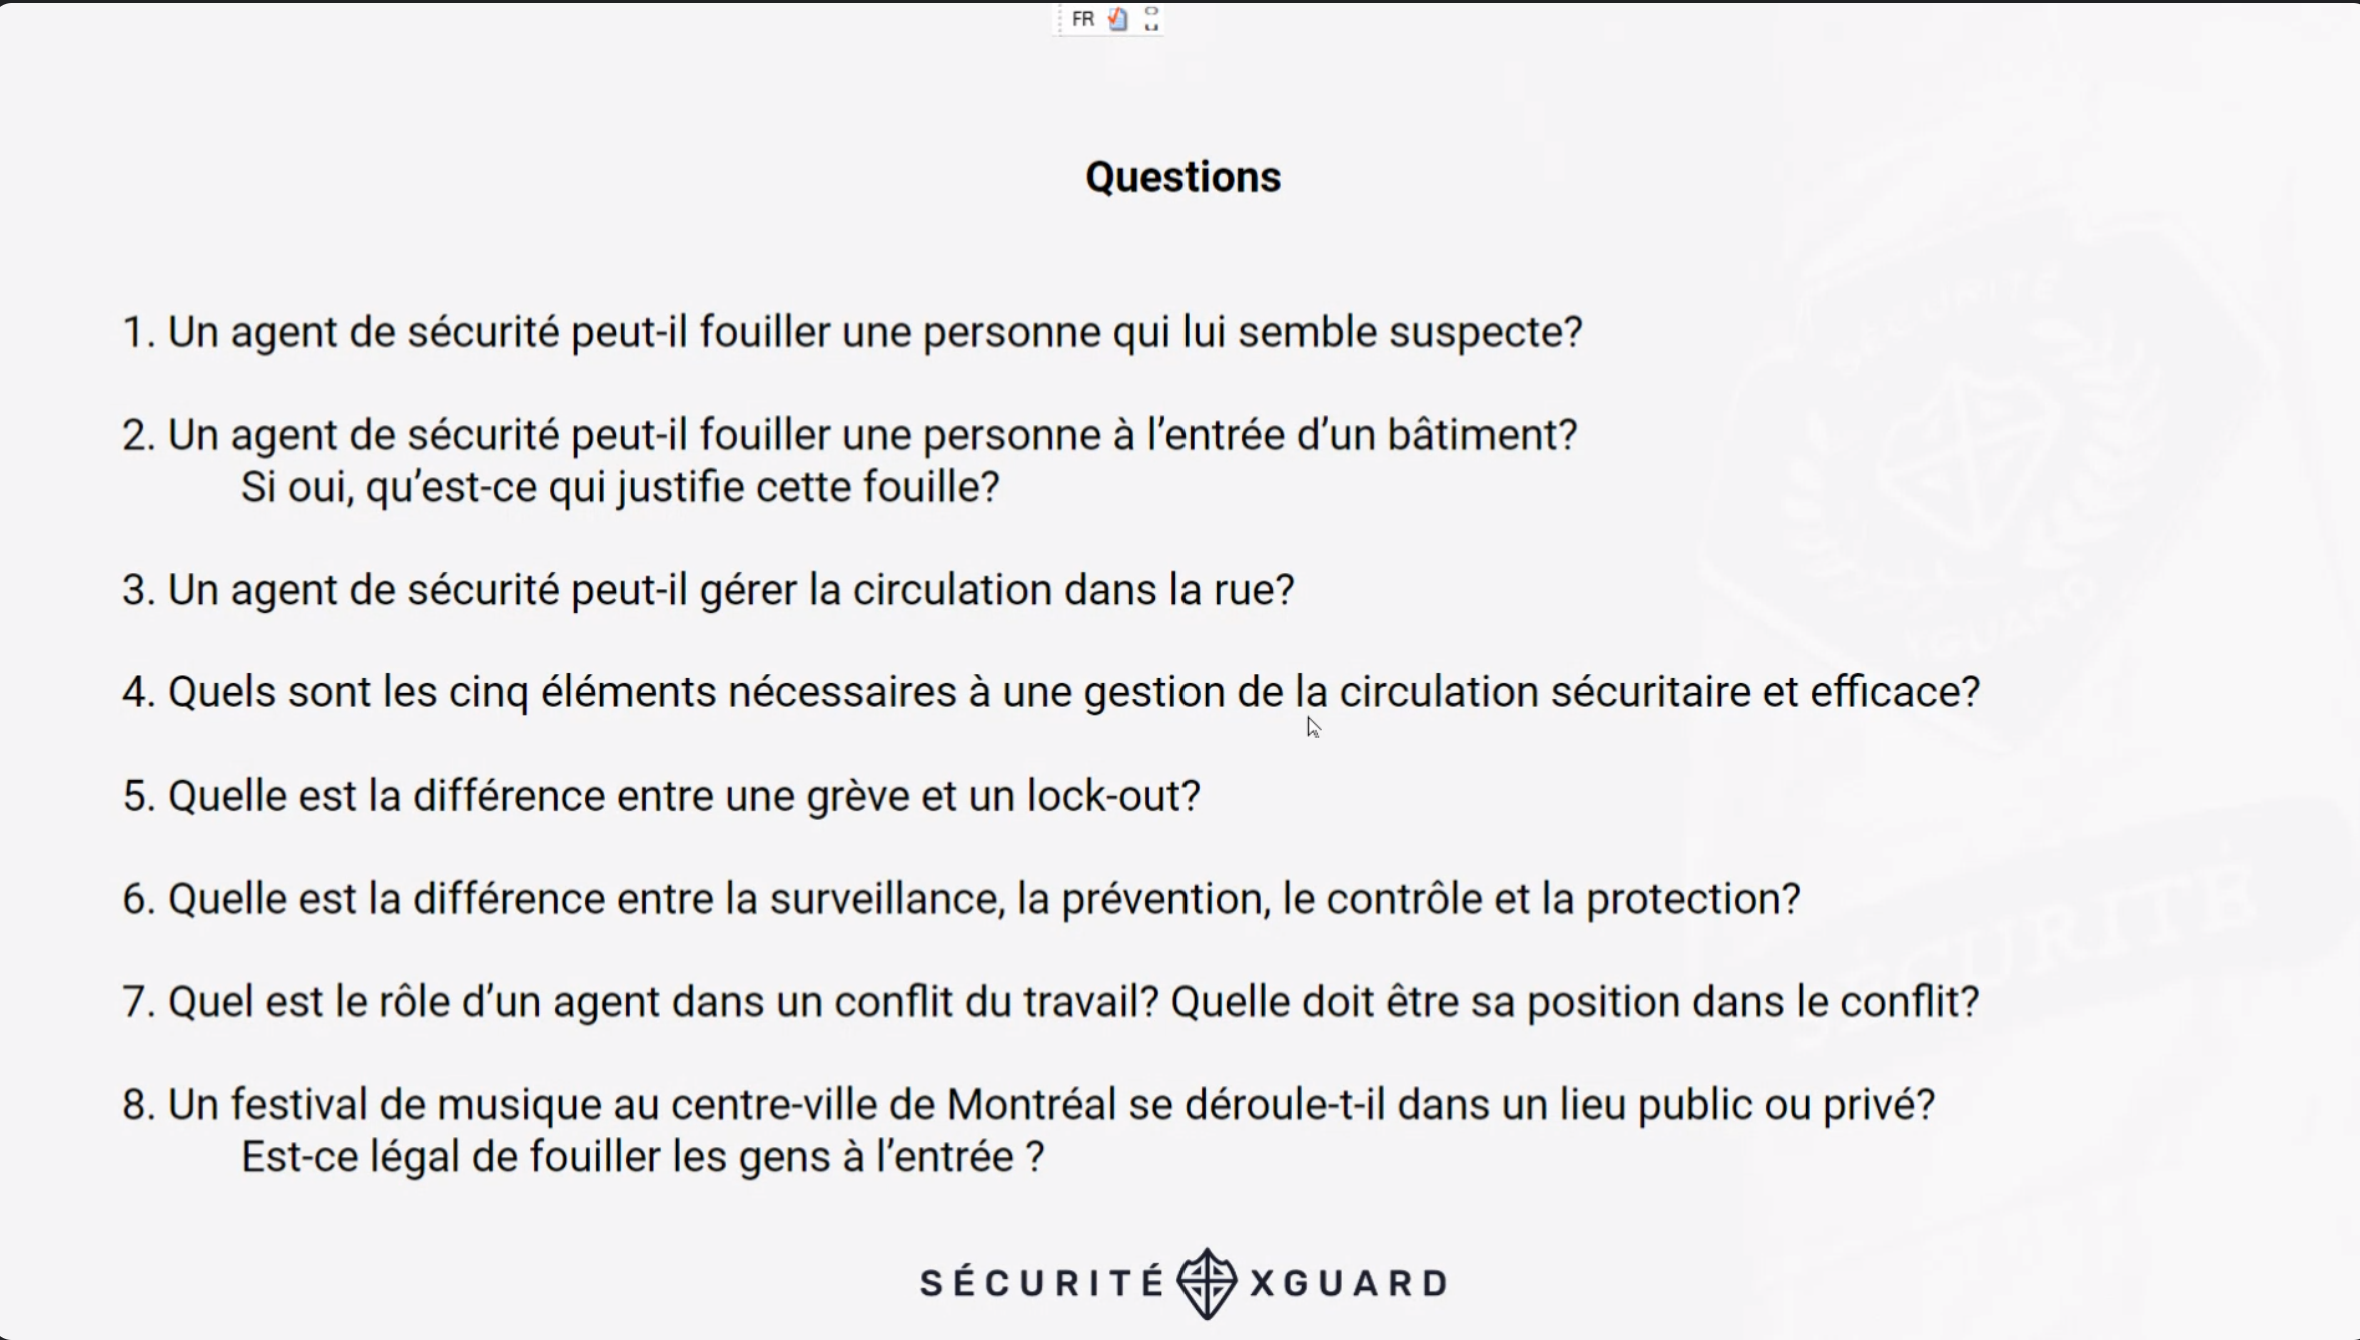 FR
Questions
1. Un agent de sécurité peut-il fouiller une personne qui lui semble suspecte?
2. Un agent de sécurité peut-il fouiller une personne à l’entrée d’un bâtiment?
Si oui, qu’est-ce qui justifie cette fouille?
3. Un agent de sécurité peut-il gérer la circulation dans la rue?
4. Quels sont les cinq éléments nécessaires à une gestion de la circulation sécuritaire et efficace?
5. Quelle est la différence entre une grève et un lock-out?
6. Quelle est la différence entre la surveillance, la prévention, le contrôle et la protection?
7. Quel est le rôle d’un agent dans un conflit du travail? Quelle doit être sa position dans le conflit?
8. Un festival de musique au centre-ville de Montréal se déroule-t-il dans un lieu public ou privé?
Est-ce légal de fouiller les gens à l’entrée ?
SÉCURITÉ XGUARD
SÉCURITÉ
XGUARD
SÉCURITÉ